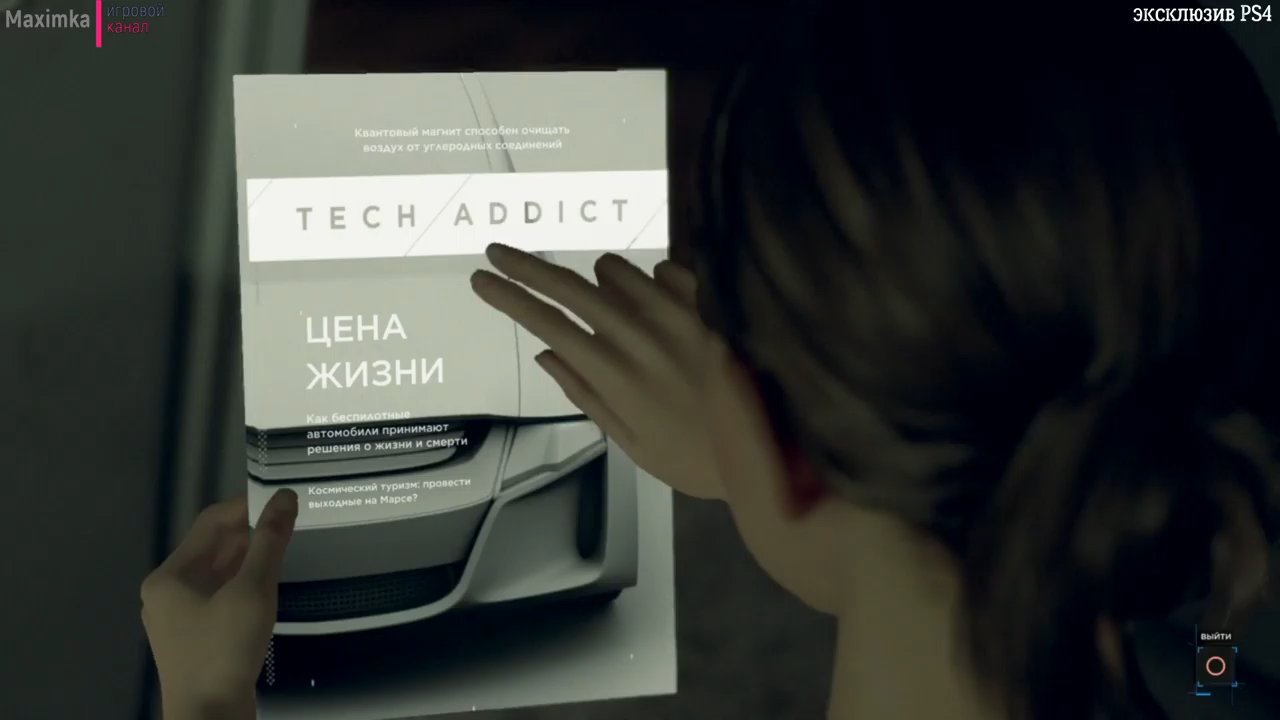 Maximka
игровой
канал
эксклюзив PS4
Квантовый магнит способен очищать
воздух от углеродных соединений
TECH ADDICT
ЦЕНА
ЖИЗНИ
Как беспилотные
автомобили принимают
решения о жизни и смерти
Космический туризм: провести
выходные на Марсе?
ВЫЙТИ